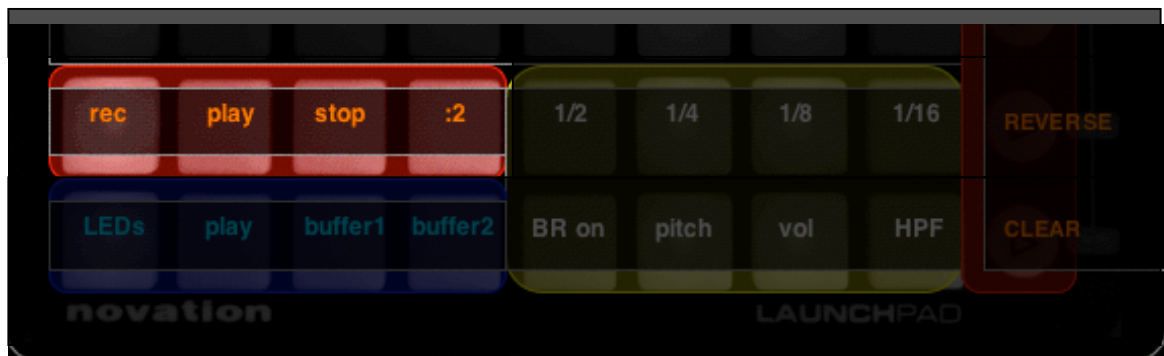 rec play stop :2 1/2 1/4 1/8 1/16 REVERSE
LEDs play buffer1 buffer2 BR on pitch vol HPF CLEAR
novation LAUNCHPAD